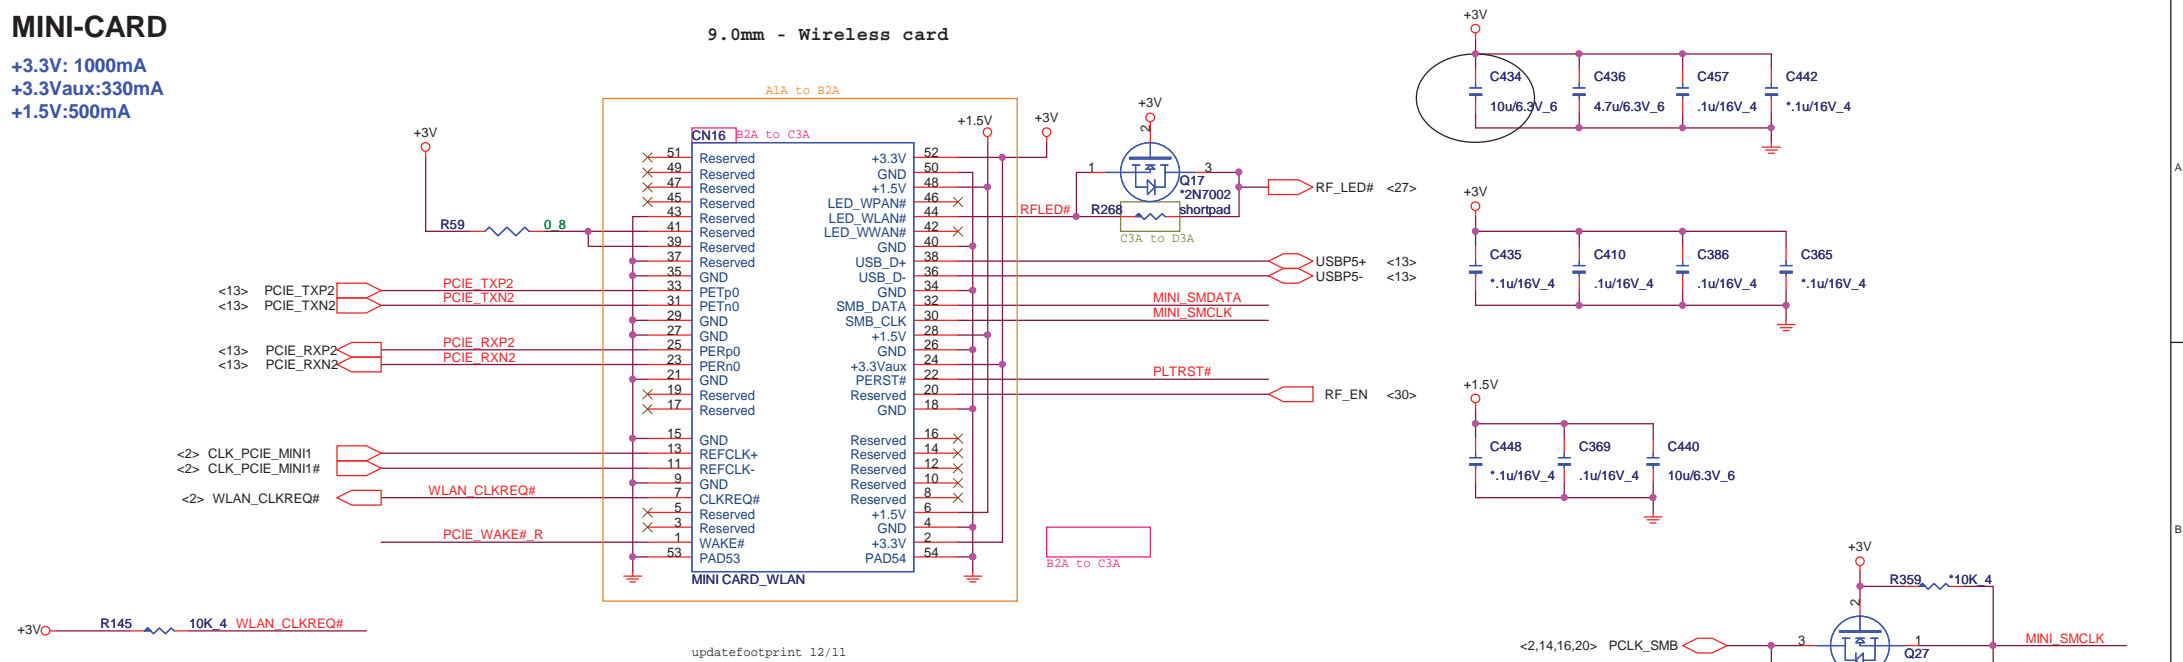 MINI-CARD
+3.3V: 1000mA
+3.3Vaux:330mA
+1.5V:500mA
9.0mm - Wireless card
A1A to B2A
CN16 B2A to C3A
+3V
+1.5V
+3V
51 Reserved +3.3V 52
49 Reserved GND 50
47 Reserved +1.5V 48
45 Reserved LED_WPAN# 46
43 Reserved LED_WLAN# 44
41 Reserved LED_WWAN# 42
39 Reserved GND 40
37 Reserved USB_D+ 38
35 GND USB_D- 36
33 PETp0 GND 34
31 PETn0 SMB_DATA 32
29 GND SMB_CLK 30
27 GND +1.5V 28
25 PERp0 GND 26
23 PERn0 +3.3Vaux 24
21 GND PERST# 22
19 Reserved Reserved 20
17 Reserved GND 18
15 GND Reserved 16
13 REFCLK+ Reserved 14
11 REFCLK- Reserved 12
9 GND Reserved 10
7 CLKREQ# Reserved 8
5 Reserved +1.5V 6
3 Reserved GND 4
1 WAKE# +3.3V 2
53 PAD53 PAD54 54
MINI CARD_WLAN
R59 0_8
<13> PCIE_TXP2 PCIE_TXP2
<13> PCIE_TXN2 PCIE_TXN2
<13> PCIE_RXP2 PCIE_RXP2
<13> PCIE_RXN2 PCIE_RXN2
<2> CLK_PCIE_MINI1
<2> CLK_PCIE_MINI1#
<2> WLAN_CLKREQ# WLAN_CLKREQ#
PCIE_WAKE#_R
+3V R145 10K_4 WLAN_CLKREQ#
updatefootprint 12/11
+3V
2
1 3
Q17
*2N7002
RFLED# R268 shortpad
C3A to D3A
RF_LED# <27>
USBP5+ <13>
USBP5- <13>
MINI_SMDATA
MINI_SMCLK
PLTRST#
RF_EN <30>
B2A to C3A
+3V
C434 C436 C457 C442
10u/6.3V_6 4.7u/6.3V_6 .1u/16V_4 *.1u/16V_4
+3V
C435 C410 C386 C365
*.1u/16V_4 .1u/16V_4 .1u/16V_4 *.1u/16V_4
+1.5V
C448 C369 C440
*.1u/16V_4 .1u/16V_4 10u/6.3V_6
+3V
R359 *10K_4
2
<2,14,16,20> PCLK_SMB 3 1 MINI_SMCLK
Q27
A
B